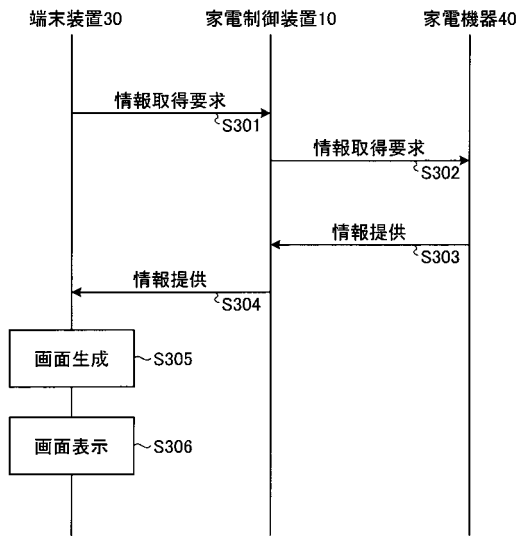 端末装置30 家電制御装置10 家電機器40
情報取得要求
S301
情報取得要求
S302
情報提供
S303
情報提供
S304
画面生成 S305
画面表示 S306